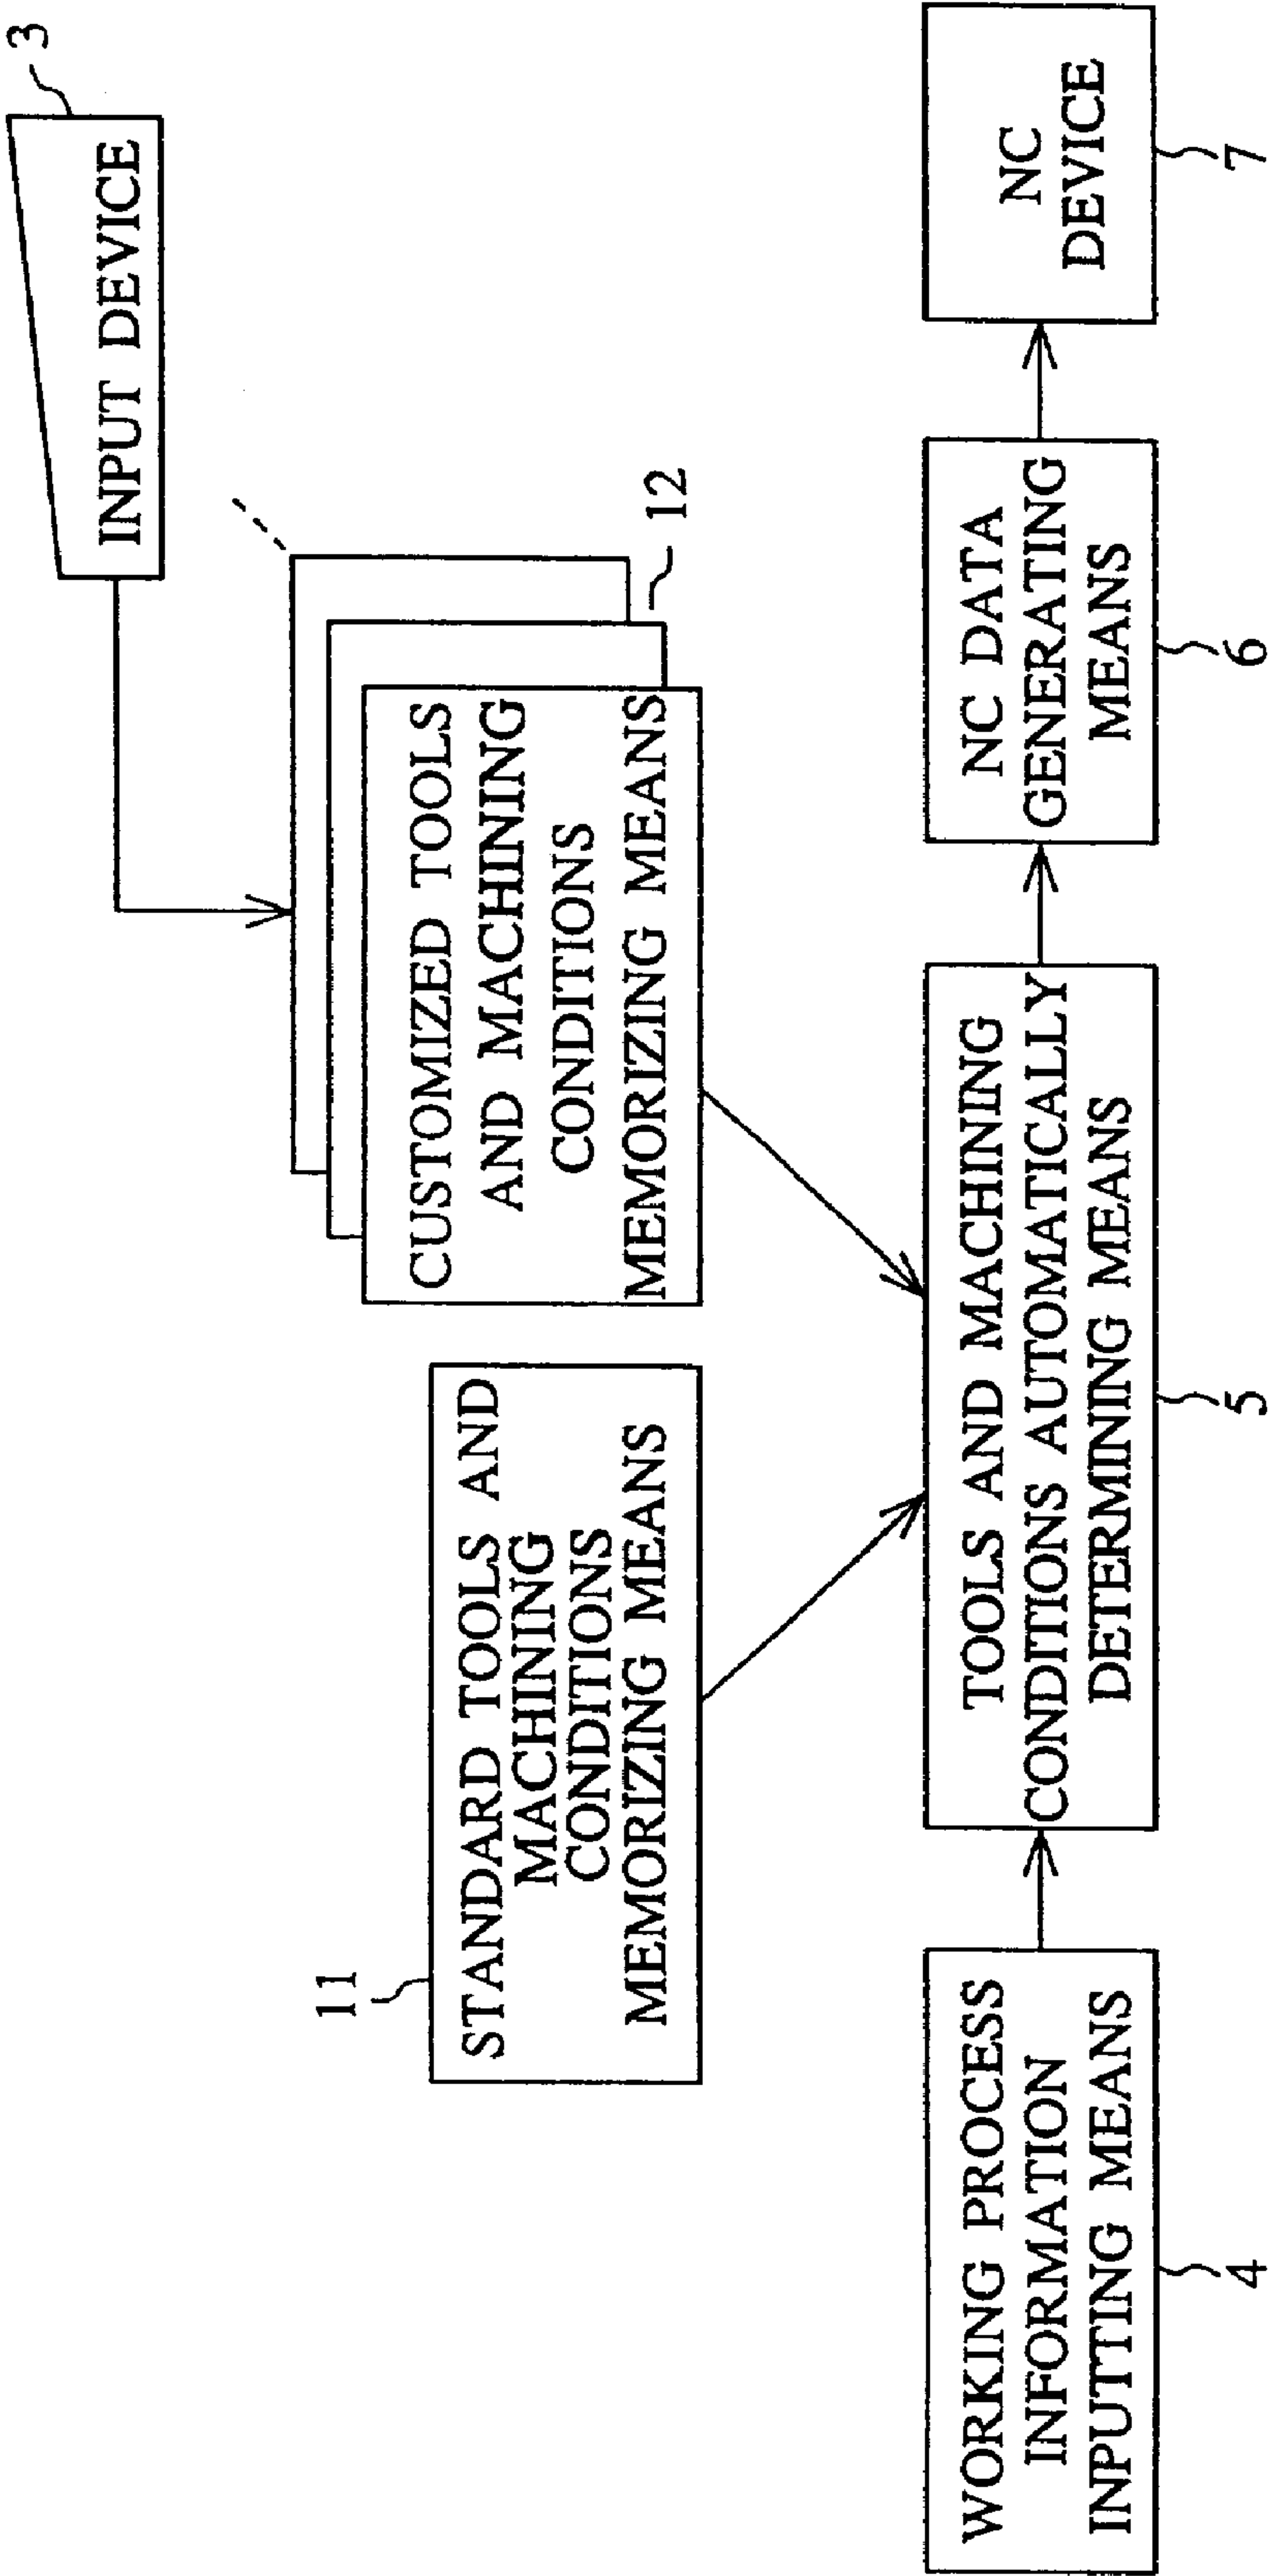 3
INPUT DEVICE
12
CUSTOMIZED TOOLS
AND MACHINING
CONDITIONS
MEMORIZING MEANS
11
STANDARD TOOLS AND
MACHINING
CONDITIONS
MEMORIZING MEANS
WORKING PROCESS
INFORMATION
INPUTTING MEANS
4
TOOLS AND MACHINING
CONDITIONS AUTOMATICALLY
DETERMINING MEANS
5
NC DATA
GENERATING
MEANS
6
NC
DEVICE
7